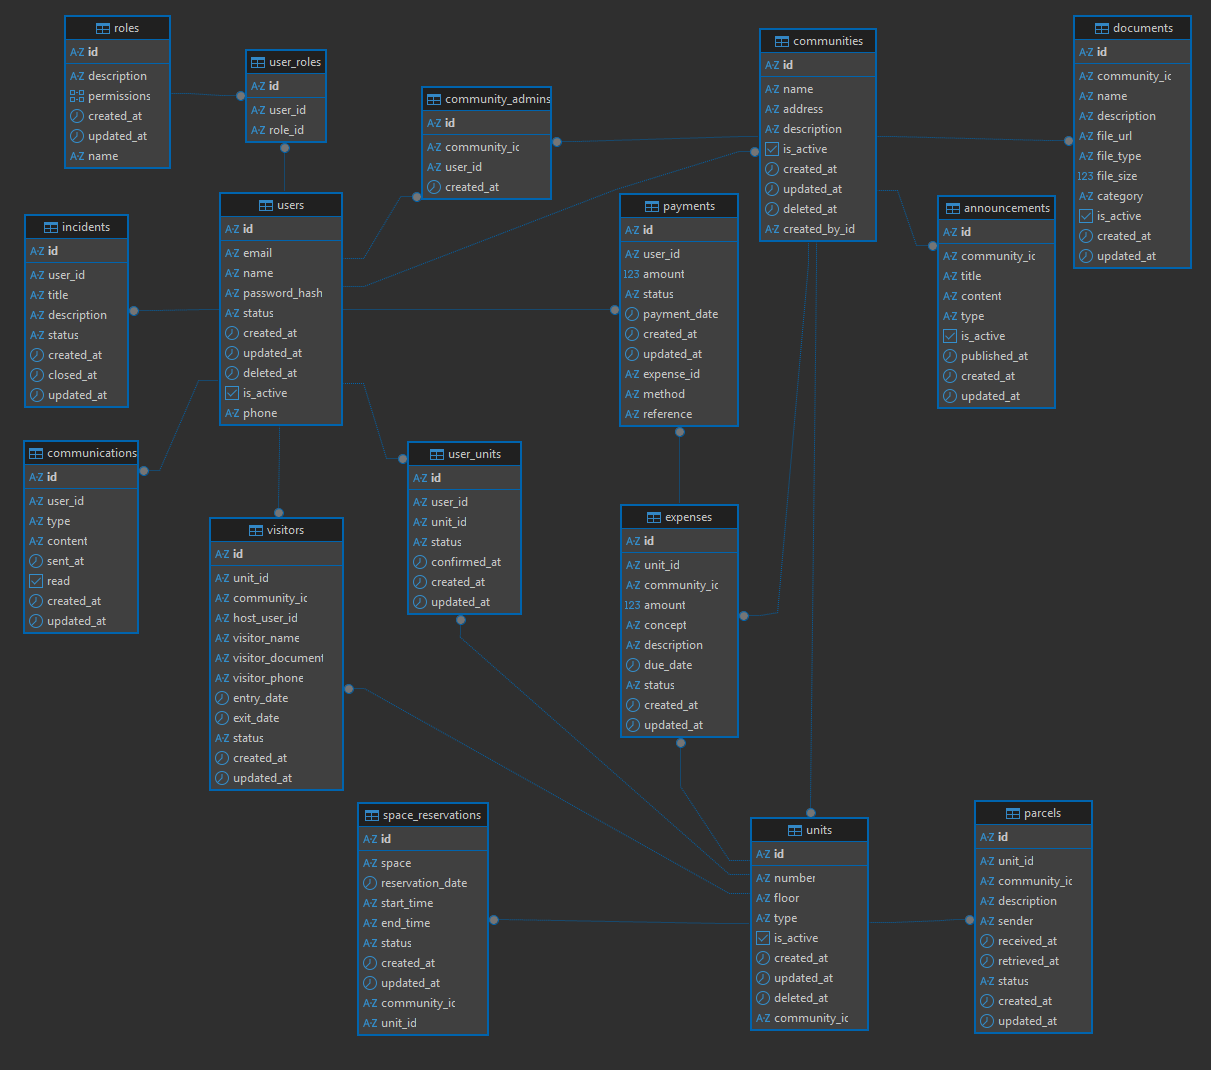 roles
id
description
permissions
created_at
updated_at
name
user_roles
id
user_id
role_id
community_admins
id
community_ic
user_id
created_at
communities
id
name
address
description
is_active
created_at
updated_at
deleted_at
created_by_id
documents
id
community_ic
name
description
file_url
file_type
123 file_size
category
is_active
created_at
updated_at
users
id
email
name
password_hash
status
created_at
updated_at
deleted_at
is_active
phone
payments
id
user_id
123 amount
status
payment_date
created_at
updated_at
expense_id
method
reference
announcements
id
community_ic
title
content
type
is_active
published_at
created_at
updated_at
incidents
id
user_id
title
description
status
created_at
closed_at
updated_at
communications
id
user_id
type
content
sent_at
read
created_at
updated_at
user_units
id
user_id
unit_id
status
confirmed_at
created_at
updated_at
visitors
id
unit_id
community_ic
host_user_id
visitor_name
visitor_document
visitor_phone
entry_date
exit_date
status
created_at
updated_at
expenses
id
unit_id
community_ic
123 amount
concept
description
due_date
status
created_at
updated_at
space_reservations
id
space
reservation_date
start_time
end_time
status
created_at
updated_at
community_ic
unit_id
units
id
number
floor
type
is_active
created_at
updated_at
deleted_at
community_ic
parcels
id
unit_id
community_ic
description
sender
received_at
retrieved_at
status
created_at
updated_at